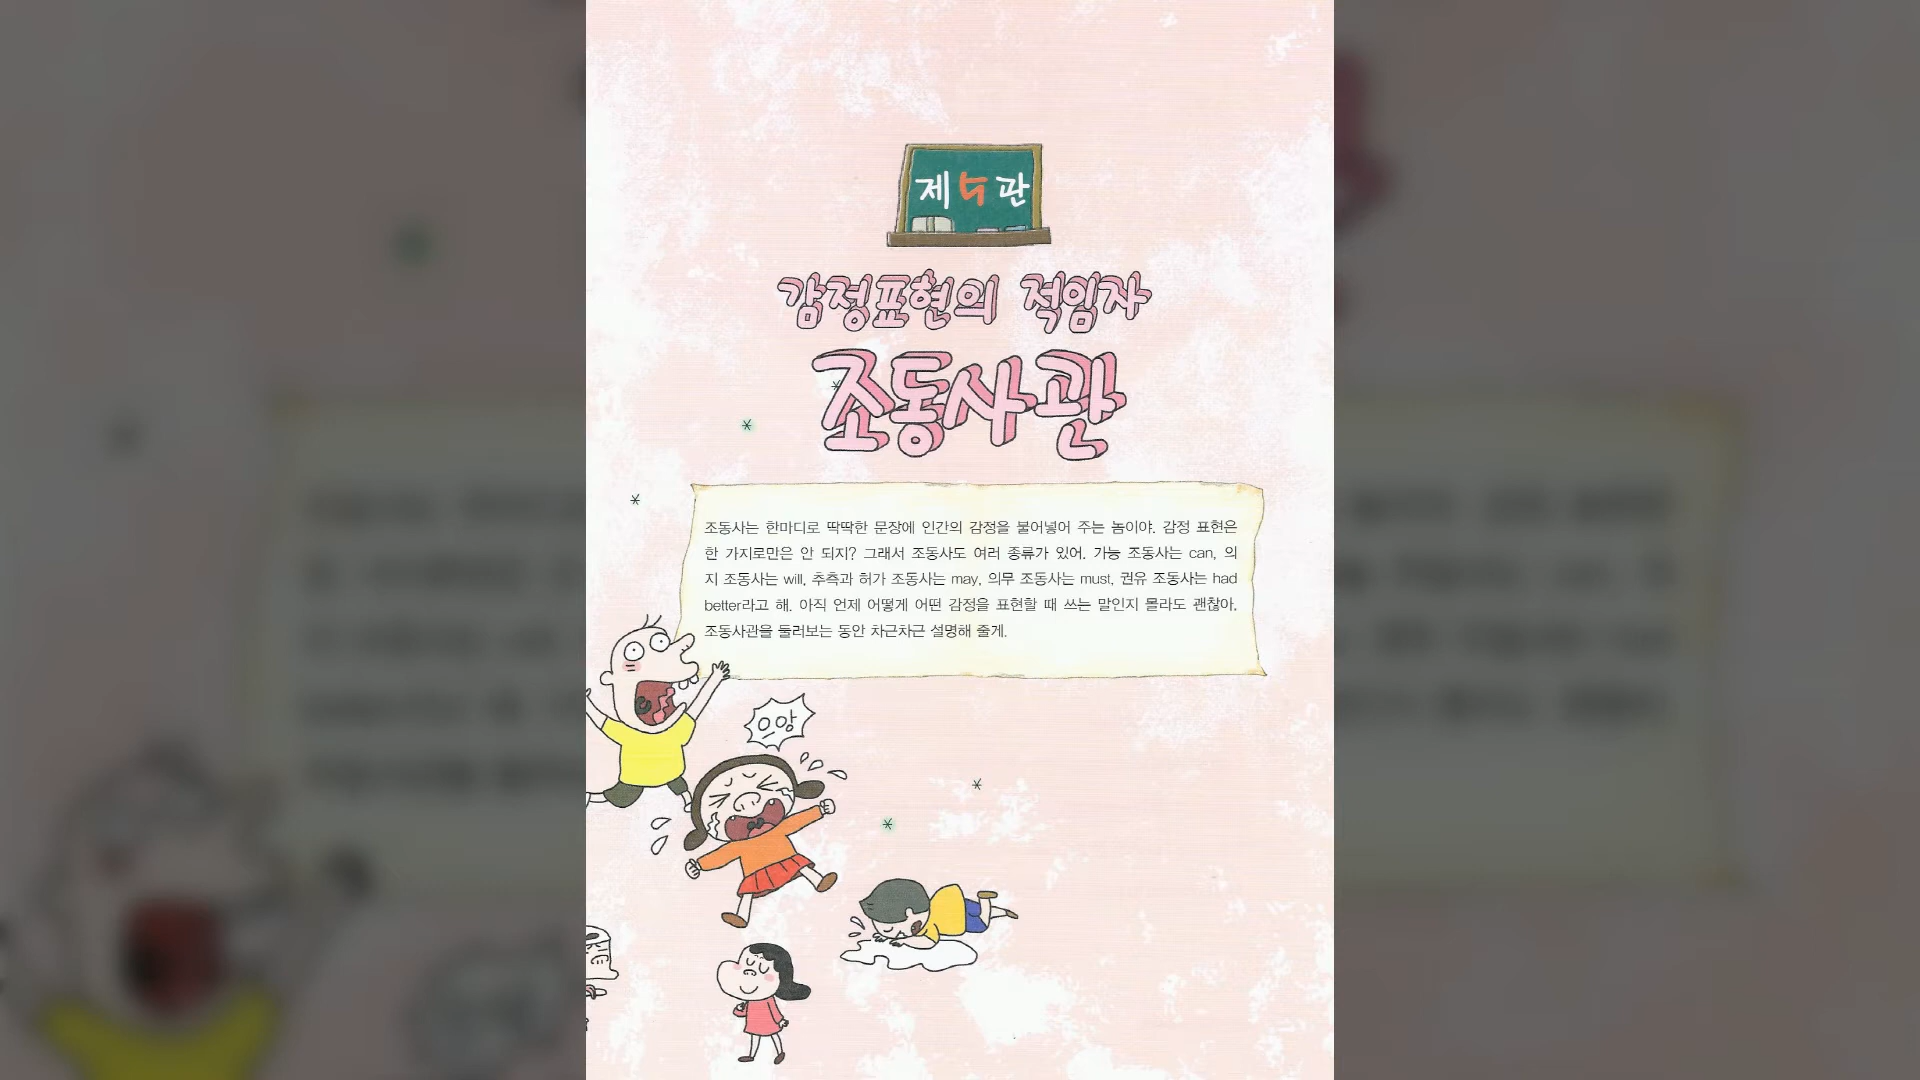 제 5 관
감정표현의 적임자
조동사관
조동사는 한마디로 딱딱한 문장에 인간의 감정을 불어넣어 주는 놈이야. 감정 표현은
한 가지로만은 안 되지? 그래서 조동사도 여러 종류가 있어. 가능 조동사는 can, 의
지 조동사는 will, 추측과 허가 조동사는 may, 의무 조동사는 must, 권유 조동사는 had
better라고 해. 아직 언제 어떻게 어떤 감정을 표현할 때 쓰는 말인지 몰라도 괜찮아.
조동사관을 둘러보는 동안 차근차근 설명해 줄게.
으앙